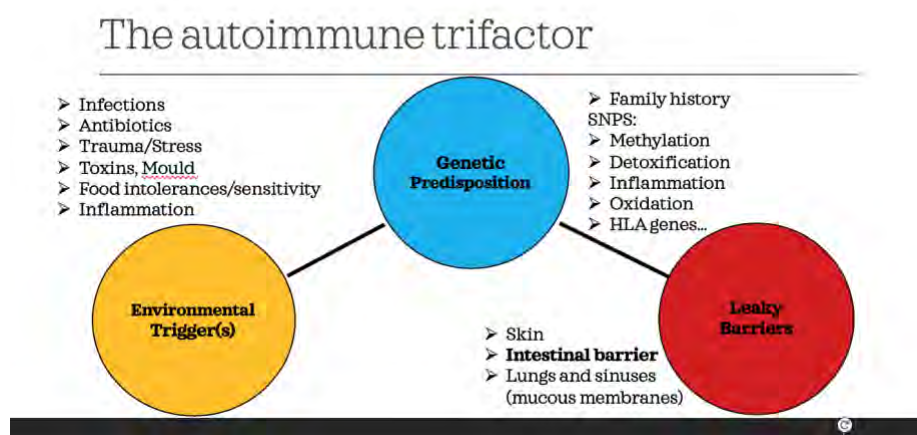 The autoimmune trifactor
➢ Infections
➢ Antibiotics
➢ Trauma/Stress
➢ Toxins, Mould
➢ Food intolerances/sensitivity
➢ Inflammation
Genetic
Predisposition
➢ Family history
SNPS:
➢ Methylation
➢ Detoxification
➢ Inflammation
➢ Oxidation
➢ HLA genes...
Environmental
Trigger(s)
Leaky
Barriers
➢ Skin
➢ Intestinal barrier
➢ Lungs and sinuses
(mucous membranes)